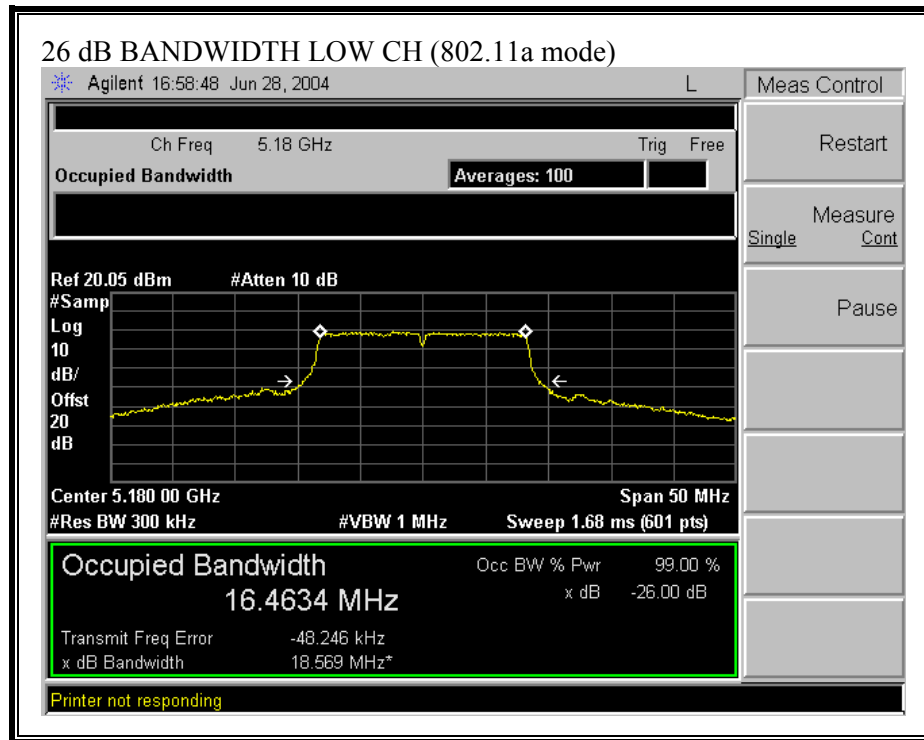 26 dB BANDWIDTH LOW CH (802.11a mode)
Agilent 16:58:48 Jun 28, 2004 L
Meas Control
Ch Freq 5.18 GHz Trig Free
Occupied Bandwidth Averages: 100
Restart
Measure
Single Cont
Pause
Ref 20.05 dBm #Atten 10 dB
#Samp
Log
10
dB/
Offst
20
dB
Center 5.180 00 GHz Span 50 MHz
#Res BW 300 kHz #VBW 1 MHz Sweep 1.68 ms (601 pts)
Occupied Bandwidth Occ BW % Pwr 99.00 %
16.4634 MHz x dB -26.00 dB
Transmit Freq Error -48.246 kHz
x dB Bandwidth 18.569 MHz*
Printer not responding